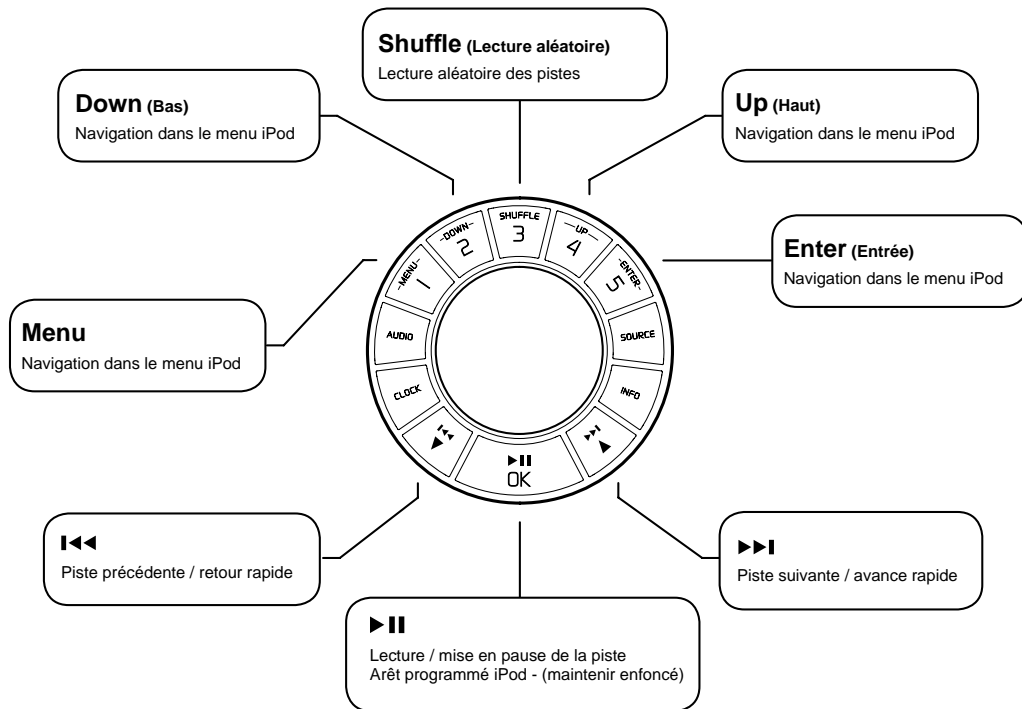 Shuffle (Lecture aléatoire)
Lecture aléatoire des pistes
Down (Bas)
Navigation dans le menu iPod
Up (Haut)
Navigation dans le menu iPod
Enter (Entrée)
Navigation dans le menu iPod
Menu
Navigation dans le menu iPod
-MENU-
1
-DOWN-
2
SHUFFLE
3
-UP-
4
-ENTER-
5
AUDIO
SOURCE
CLOCK
INFO
OK
Piste précédente / retour rapide
Piste suivante / avance rapide
Lecture / mise en pause de la piste
Arêt programmé iPod - (maintenir enfoncé)